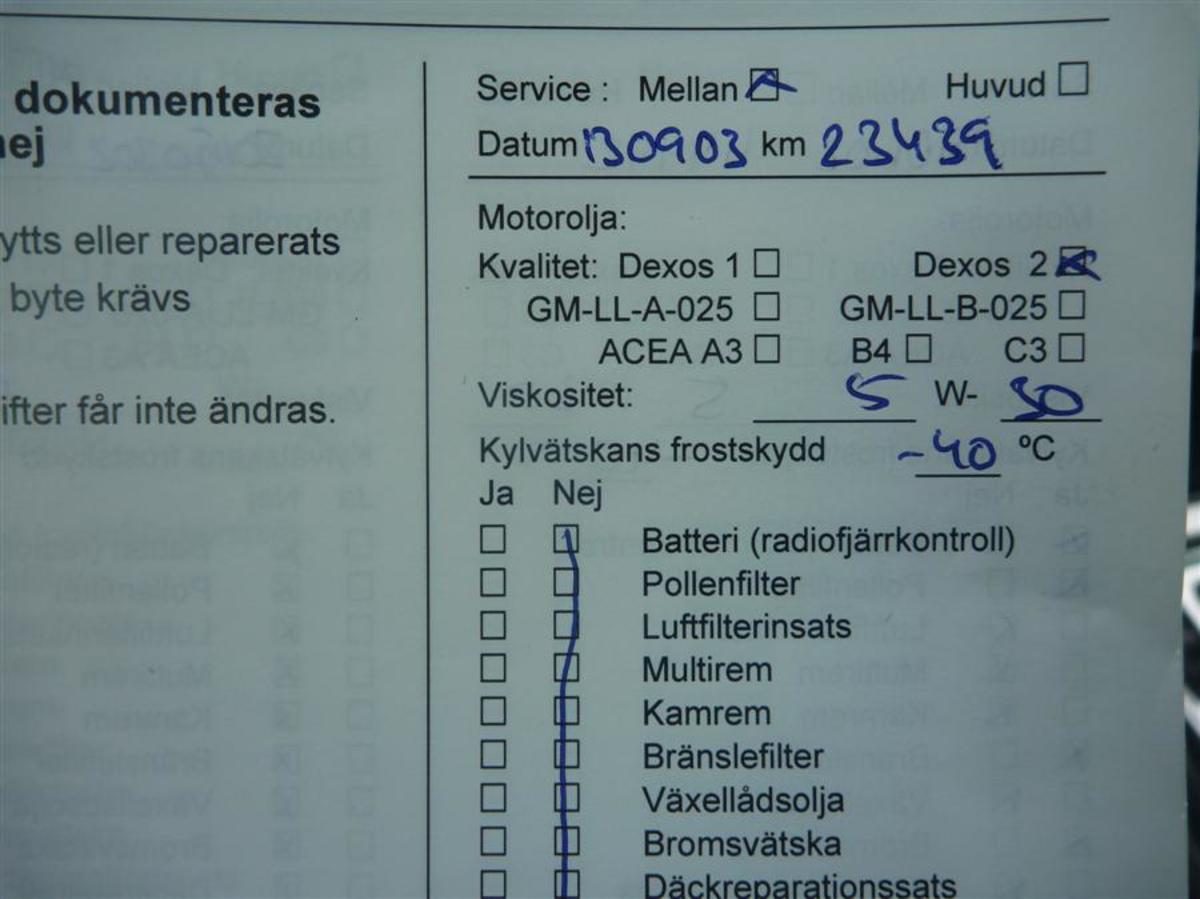 dokumenteras
nej
ytts eller reparerats
byte krävs
ifter får inte ändras.
Service : Mellan ☒ Huvud ☐
Datum 130903 km 23439
Motorolja:
Kvalitet: Dexos 1 ☐ Dexos 2 ☒
GM-LL-A-025 ☐ GM-LL-B-025 ☐
ACEA A3 ☐ B4 ☐ C3 ☐
Viskositet: 5 W- 30
Kylvätskans frostskydd -40 ºC
Ja Nej
☐ ☐ Batteri (radiofjärrkontroll)
☐ ☐ Pollenfilter
☐ ☐ Luftfilterinsats
☐ ☐ Multirem
☐ ☐ Kamrem
☐ ☐ Bränslefilter
☐ ☐ Växellådsolja
☐ ☐ Bromsvätska
☐ ☐ Däckreparationssats